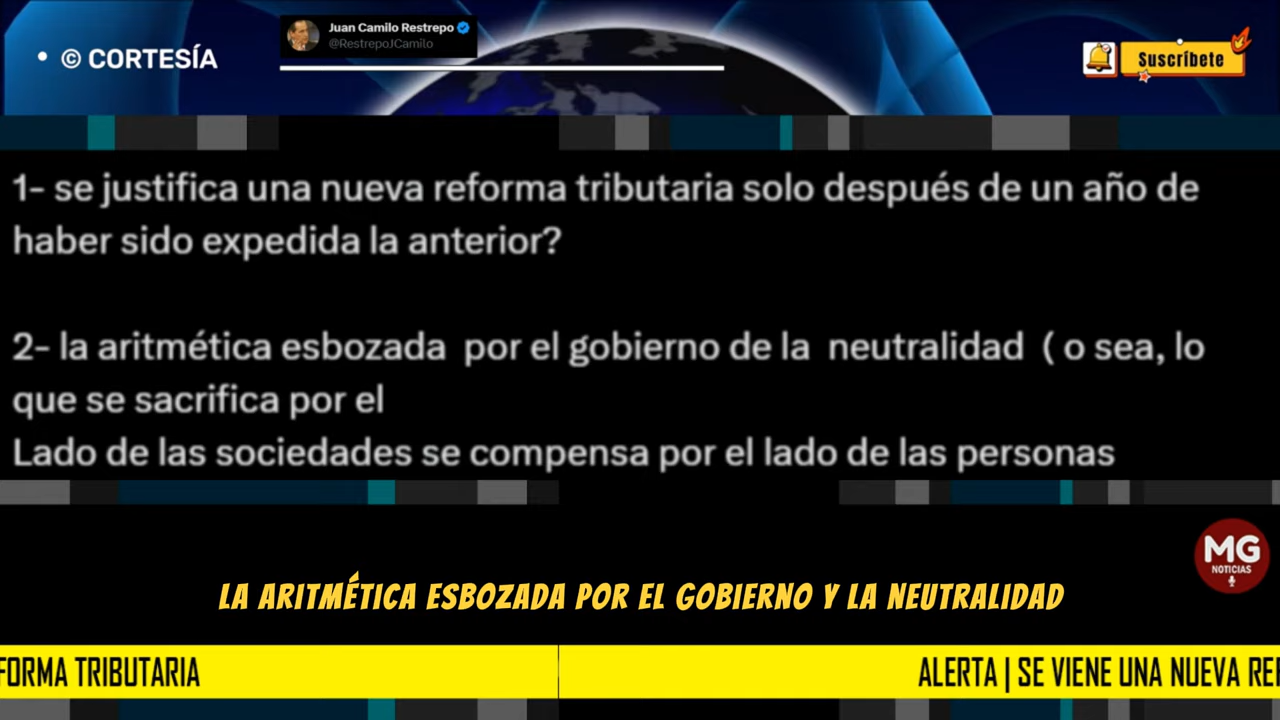 • © CORTESÍA
Juan Camilo Restrepo
@RestrepoJCamilo
Suscríbete
1- se justifica una nueva reforma tributaria solo después de un año de
haber sido expedida la anterior?
2- la aritmética esbozada por el gobierno de la neutralidad ( o sea, lo
que se sacrifica por el
Lado de las sociedades se compensa por el lado de las personas
MG
NOTICIAS
LA ARITMÉTICA ESBOZADA POR EL GOBIERNO Y LA NEUTRALIDAD
FORMA TRIBUTARIA
ALERTA | SE VIENE UNA NUEVA REF